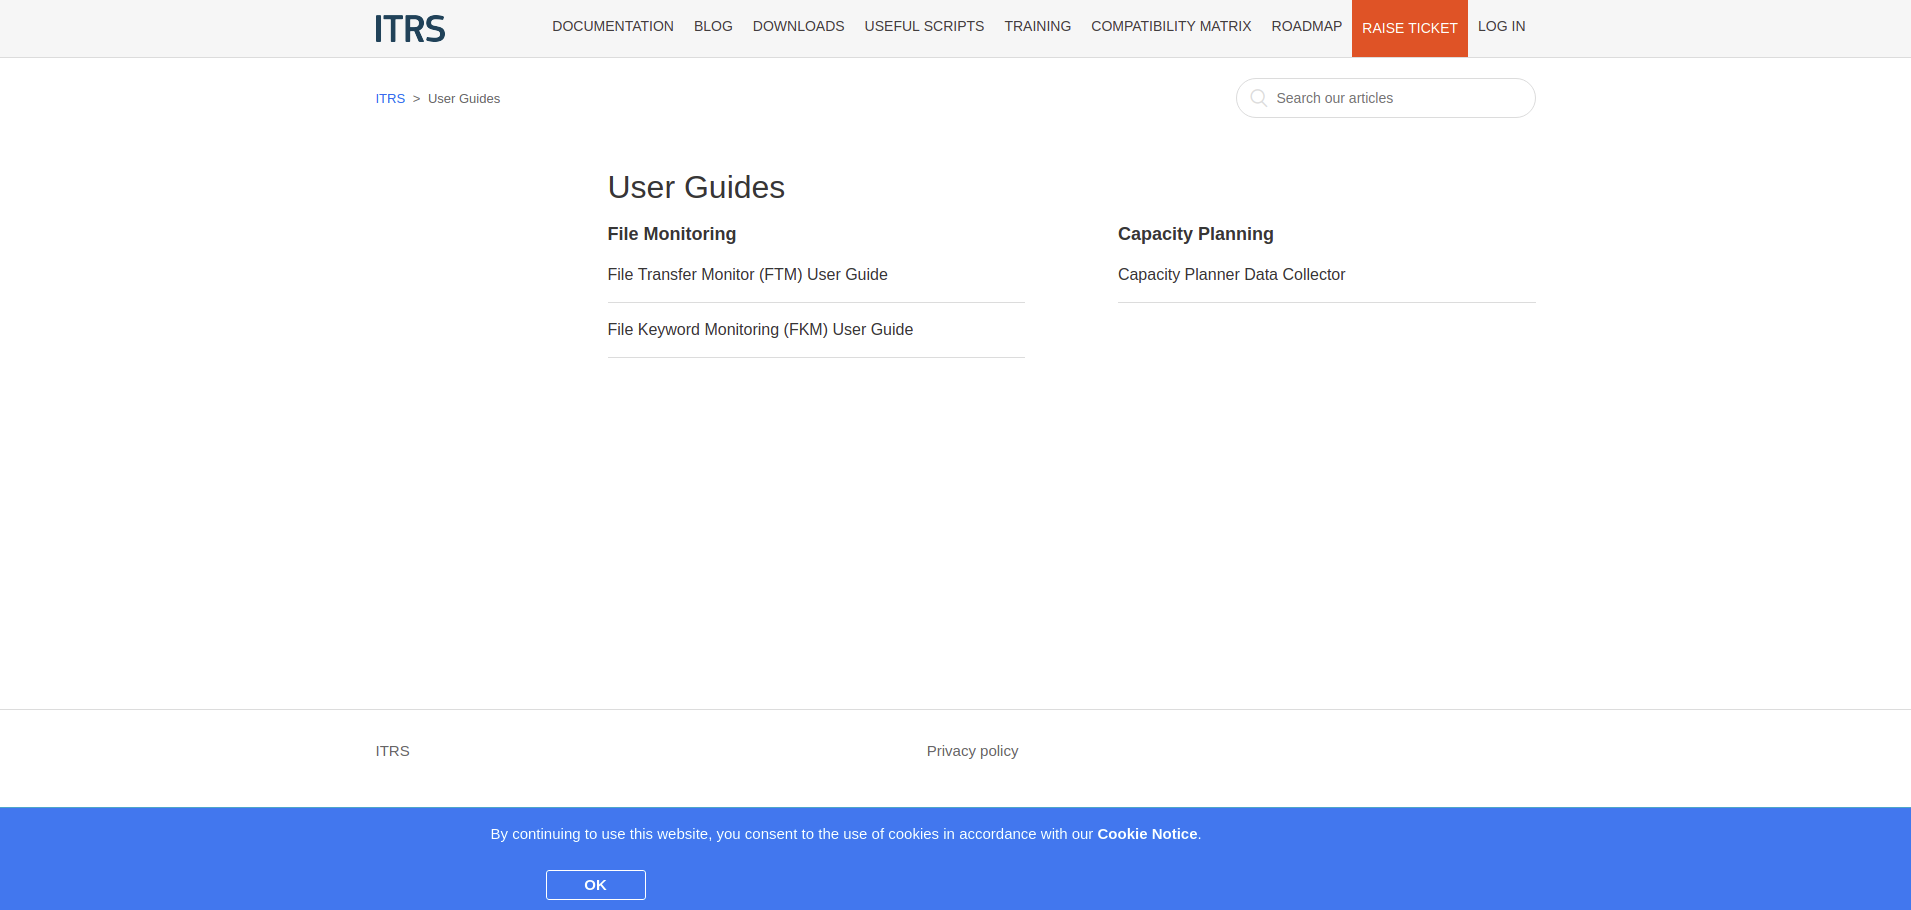 ITRS
DOCUMENTATION BLOG DOWNLOADS USEFUL SCRIPTS TRAINING COMPATIBILITY MATRIX ROADMAP RAISE TICKET LOG IN
ITRS > User Guides
Search our articles
User Guides
File Monitoring
File Transfer Monitor (FTM) User Guide
File Keyword Monitoring (FKM) User Guide
Capacity Planning
Capacity Planner Data Collector
ITRS
Privacy policy
By continuing to use this website, you consent to the use of cookies in accordance with our Cookie Notice.
OK